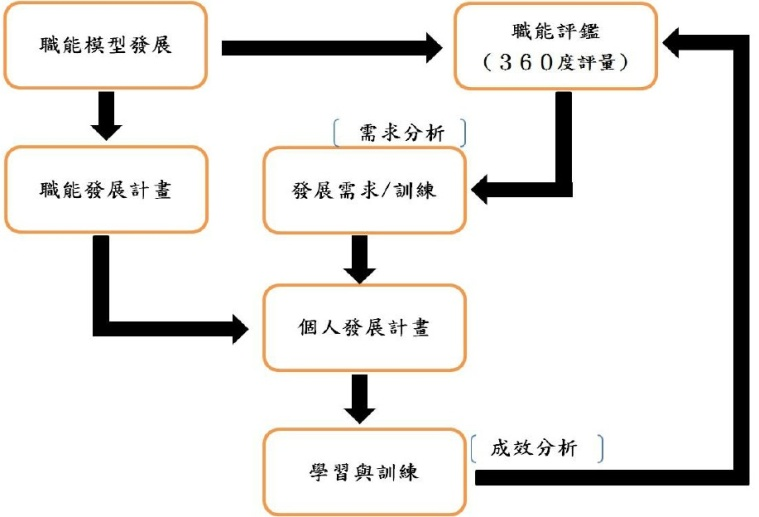 職能模型發展
職能評鑑
（３６０度評量）
需求分析
職能發展計畫
發展需求/訓練
個人發展計畫
成效分析
學習與訓練